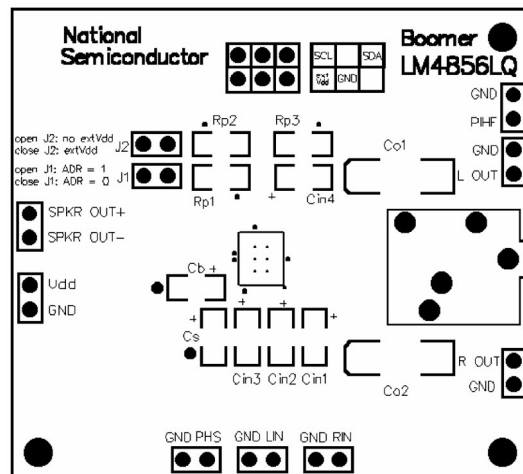 National
Semiconductor
Boomer
LM4856LQ
SCL SDA
ext
Vdd GND
GND
PIHF
GND
L OUT
Rp2 Rp3
Co1
open J2: no extVdd
close J2: extVdd
J2
open J1: ADR = 1
close J1: ADR = 0
J1
Rp1 + Cin4
SPKR OUT+
SPKR OUT-
Cb +
Vdd
GND
+ + + +
Cs
Cin3 Cin2 Cin1
Co2
R OUT
GND
GND PHS GND LIN GND RIN